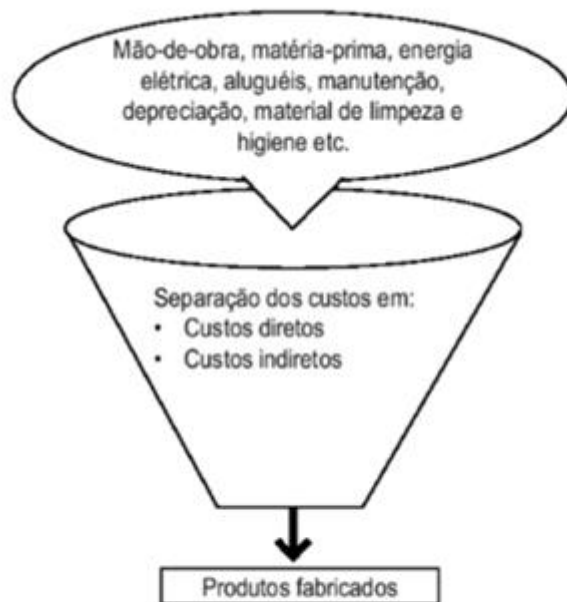 Mão-de-obra, matéria-prima, energia
elétrica, aluguéis, manutenção,
depreciação, material de limpeza e
higiene etc.
Separação dos custos em:
• Custos diretos
• Custos indiretos
Produtos fabricados